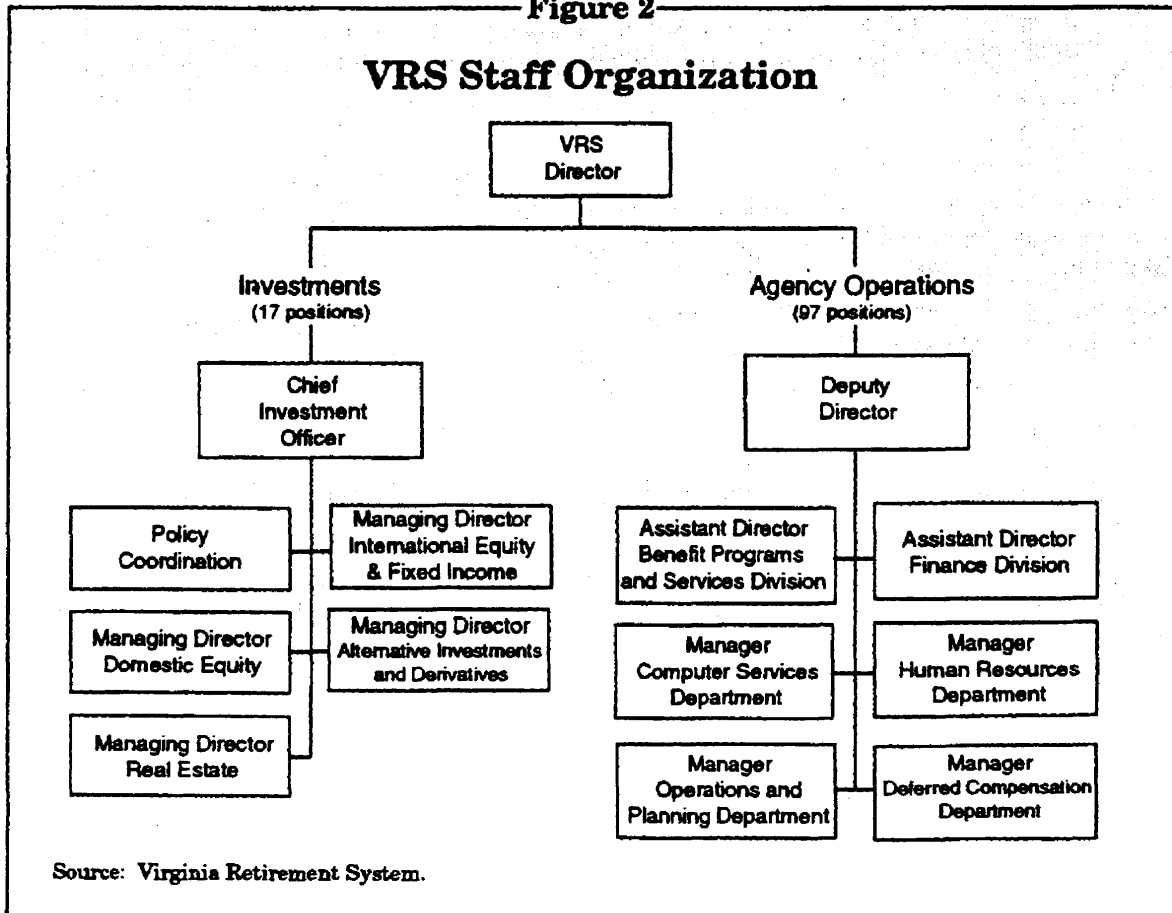 Figure 2
VRS Staff Organization
VRS
Director
Investments
(17 positions)
Agency Operations
(97 positions)
Chief
Investment
Officer
Deputy
Director
Policy
Coordination
Managing Director
International Equity
& Fixed Income
Managing Director
Domestic Equity
Managing Director
Alternative Investments
and Derivatives
Managing Director
Real Estate
Assistant Director
Benefit Programs
and Services Division
Assistant Director
Finance Division
Manager
Computer Services
Department
Manager
Human Resources
Department
Manager
Operations and
Planning Department
Manager
Deferred Compensation
Department
Source: Virginia Retirement System.